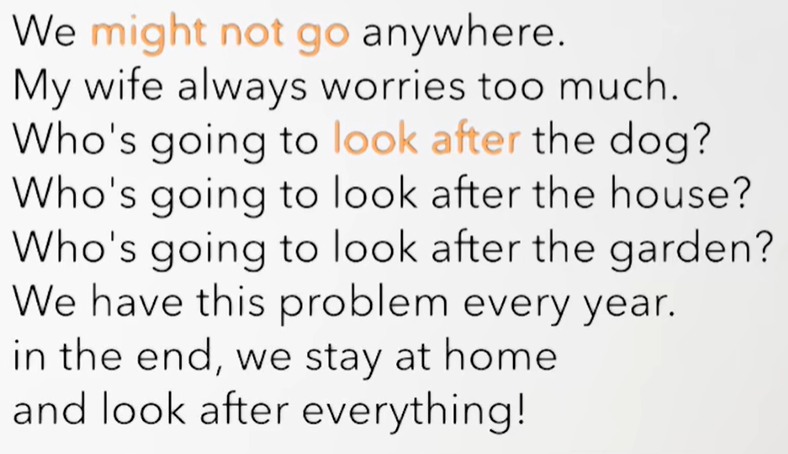 We might not go anywhere.
My wife always worries too much.
Who's going to look after the dog?
Who's going to look after the house?
Who's going to look after the garden?
We have this problem every year.
in the end, we stay at home
and look after everything!